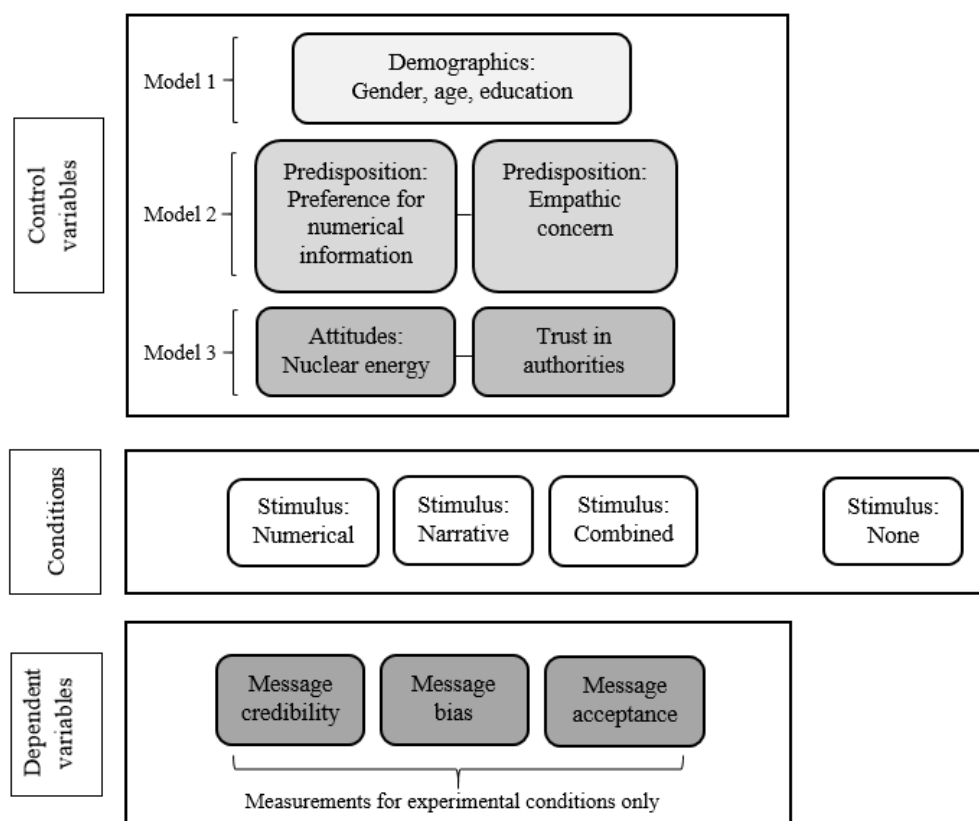 Control
variables
Model 1
Demographics:
Gender, age, education
Model 2
Predisposition:
Preference for
numerical
information
Predisposition:
Empathic
concern
Model 3
Attitudes:
Nuclear energy
Trust in
authorities
Conditions
Stimulus:
Numerical
Stimulus:
Narrative
Stimulus:
Combined
Stimulus:
None
Dependent
variables
Message
credibility
Message
bias
Message
acceptance
Measurements for experimental conditions only